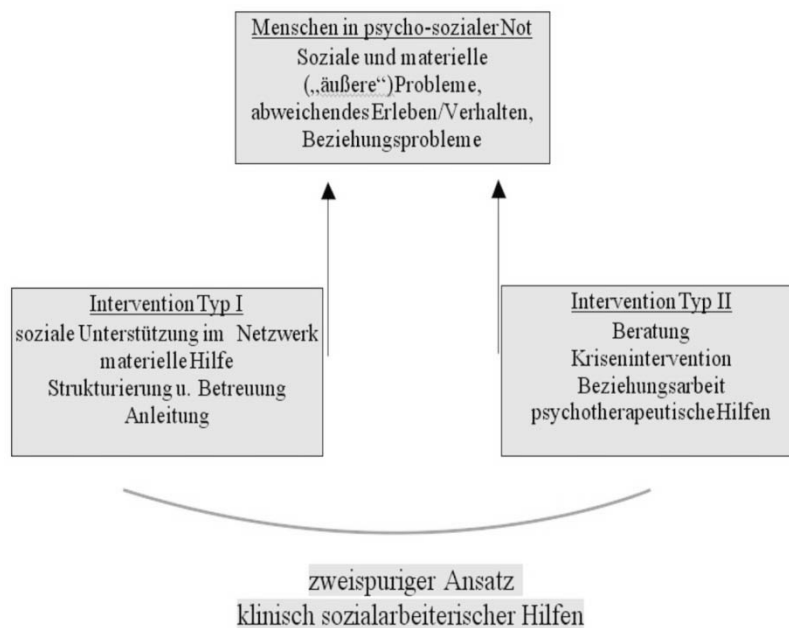 Menschen in psycho-sozialer Not
Soziale und materielle
(„äußere“) Probleme,
abweichendes Erleben/Verhalten,
Beziehungsprobleme
Intervention Typ I
soziale Unterstützung im Netzwerk
materielle Hilfe
Strukturierung u. Betreuung
Anleitung
Intervention Typ II
Beratung
Krisenintervention
Beziehungsarbeit
psychotherapeutische Hilfen
zweispuriger Ansatz
klinisch sozialarbeiterischer Hilfen